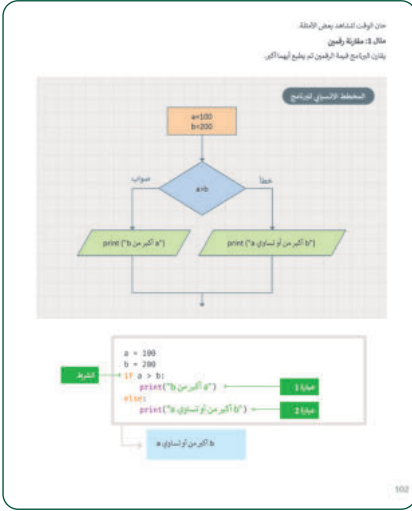 حان الوقت لتشاهد بعض الأمثلة.
مثال 1: مقارنة رقمين
يقارن البرنامج قيمة الرقمين ثم يطبع أيهما أكبر.
المخطط الانسيابي للبرنامج
a=100
b=200
صواب
خطأ
a>b
print ("b أكبر من a")
print ("a أكبر من أو تساوي b")
a = 100
b = 200
الشرط
if a > b:
print("b أكبر من a")
عبارة 1
else:
print("a أكبر من أو تساوي b")
عبارة 2
b أكبر من أو تساوي a
102